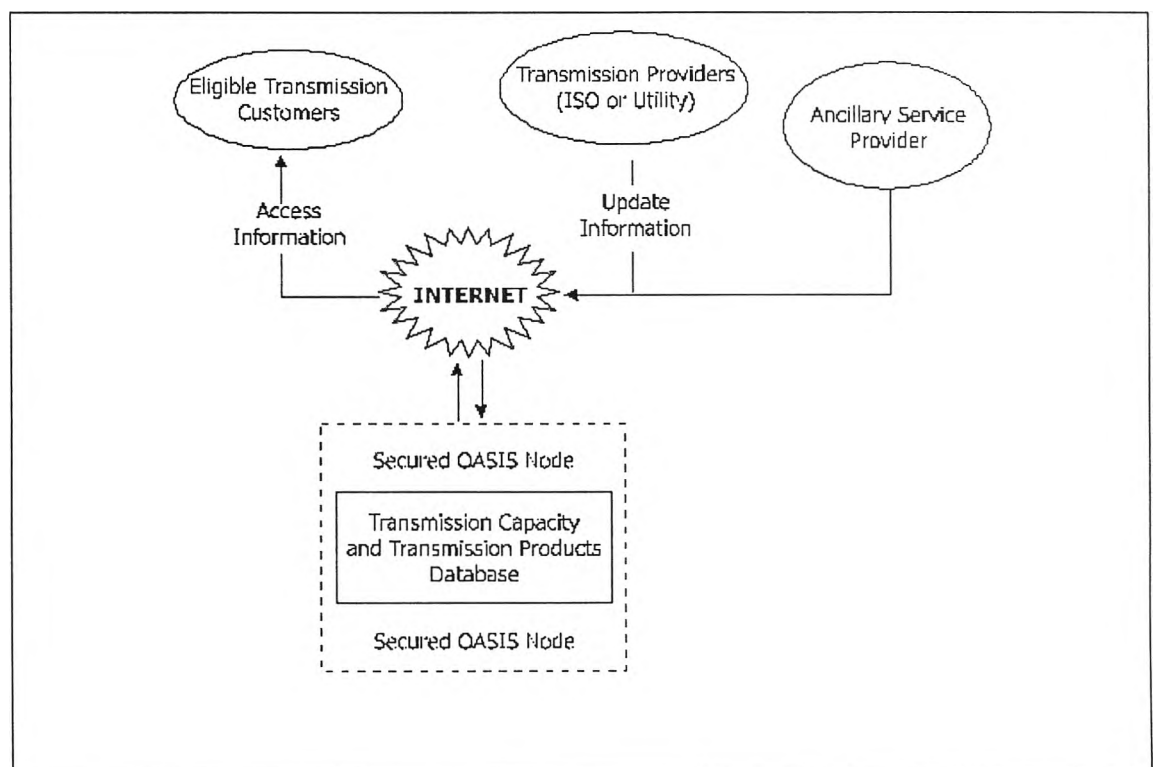 Eligible Transmission
Customers
Transmission Providers
(ISO or Utility)
Ancillary Service
Provider
Access
Information
Update
Information
INTERNET
Secured OASIS Node
Transmission Capacity
and Transmission Products
Database
Secured OASIS Node